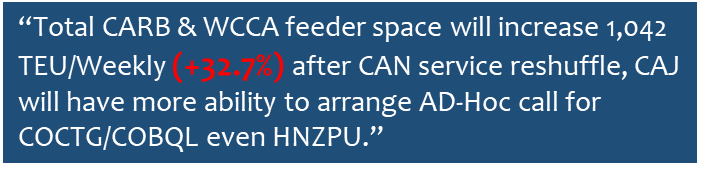 “Total CARB & WCCA feeder space will increase 1,042
TEU/Weekly (+32.7%) after CAN service reshuffle, CAJ
will have more ability to arrange AD-Hoc call for
COCTG/COBQL even HNZPU.”